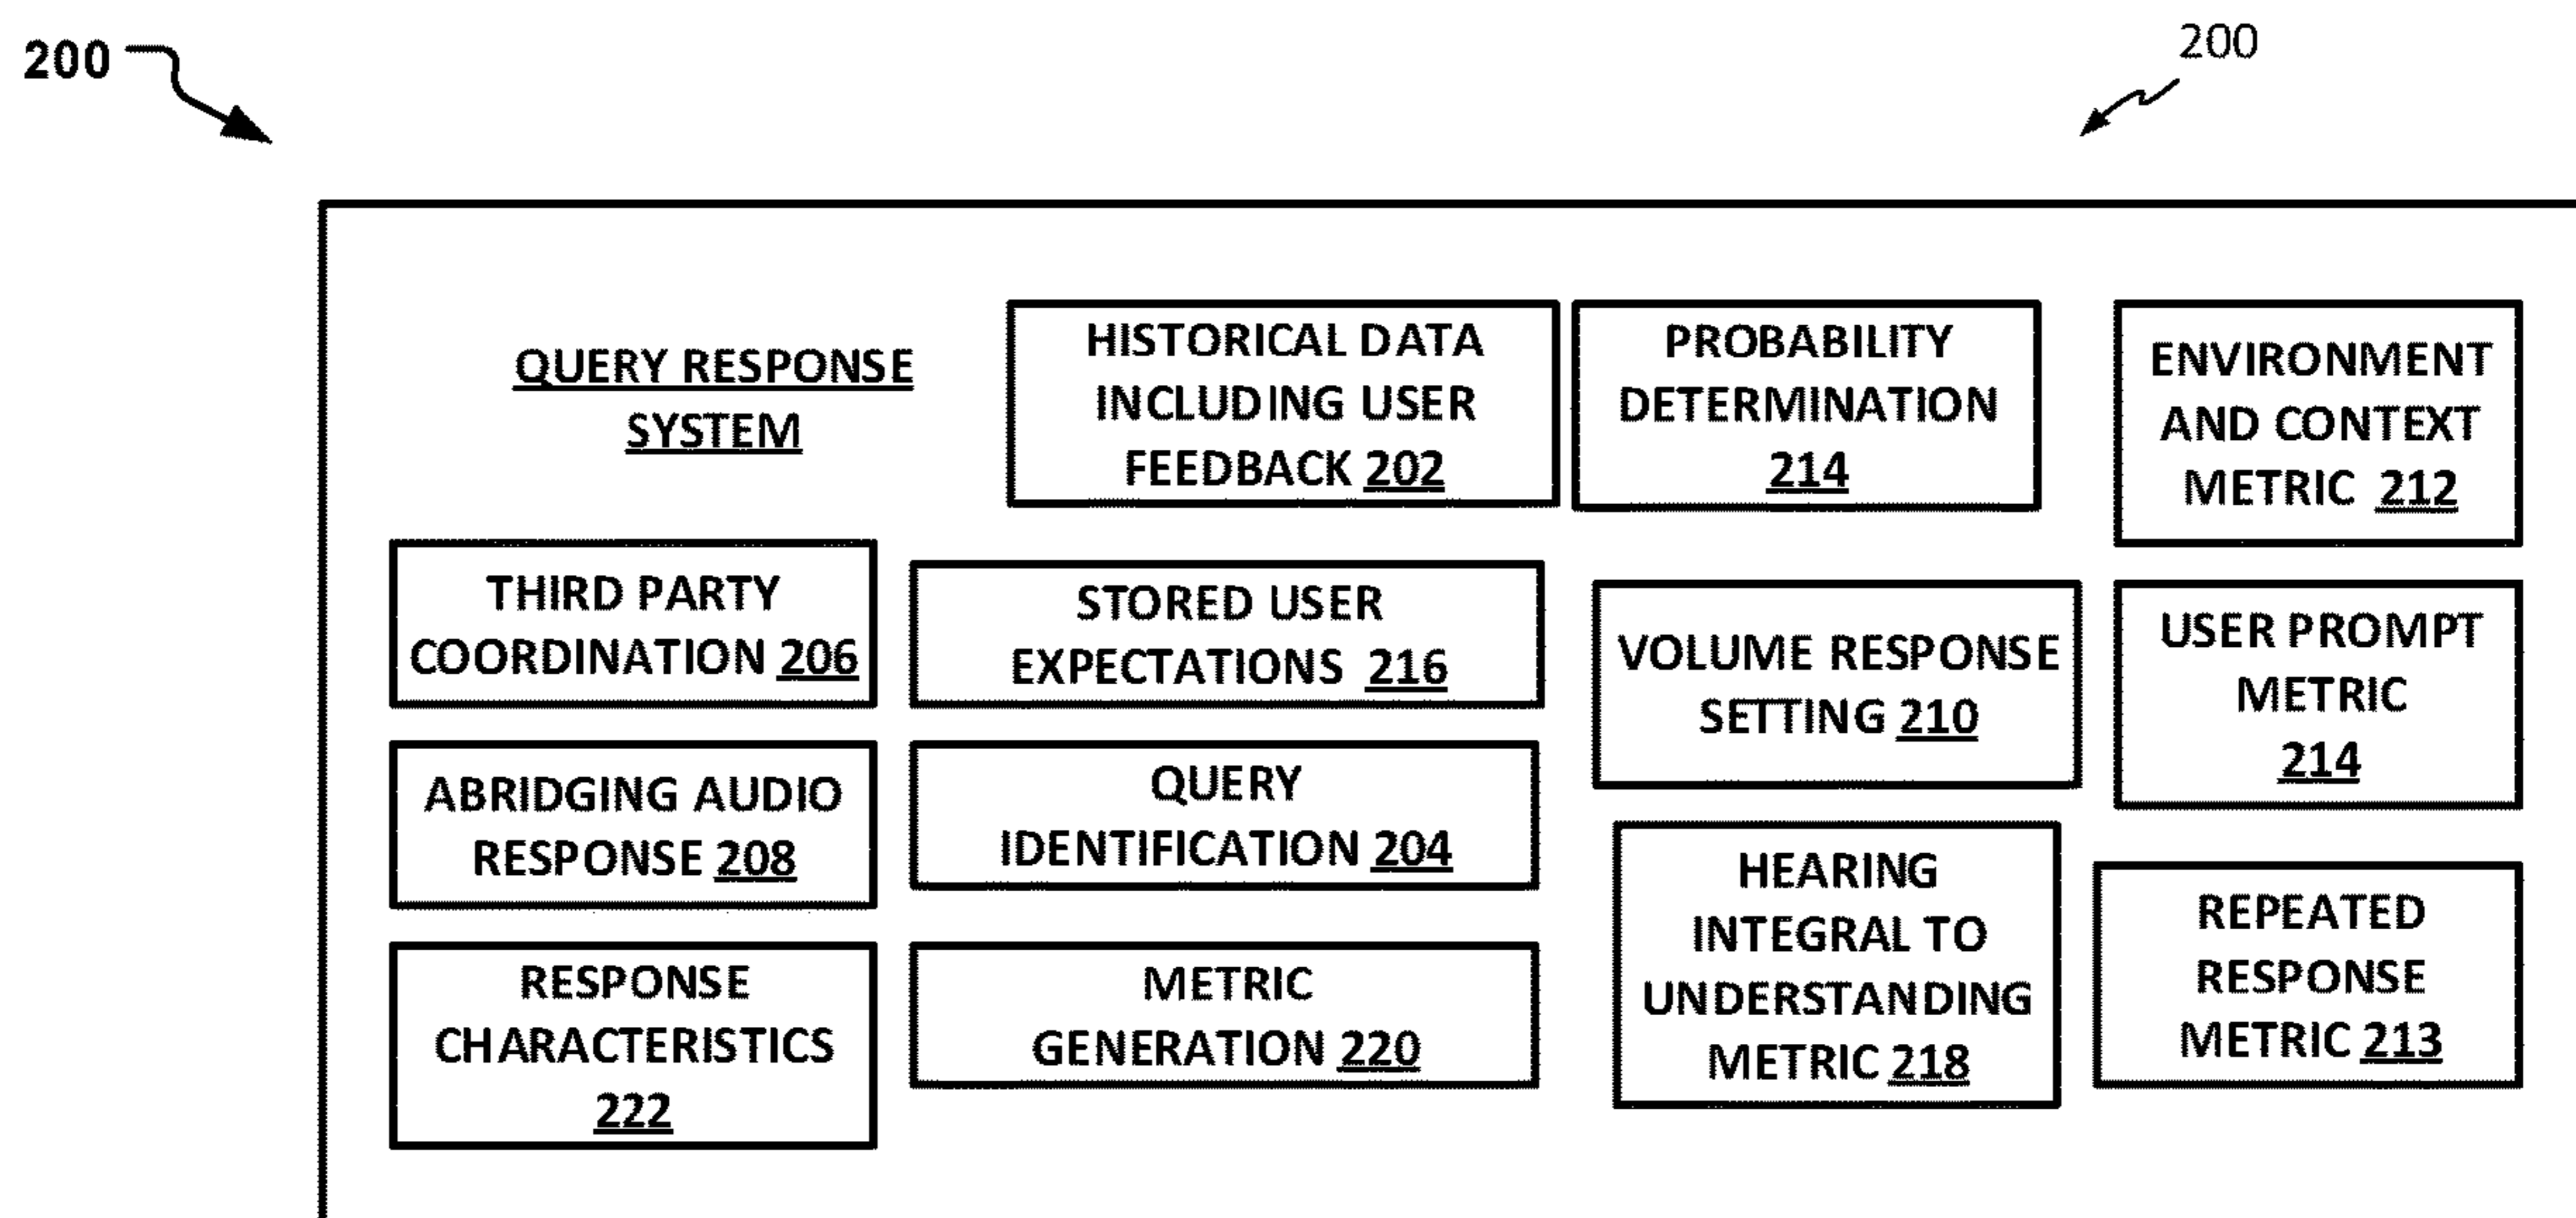 200
200
QUERY RESPONSE
SYSTEM
HISTORICAL DATA
INCLUDING USER
FEEDBACK 202
PROBABILITY
DETERMINATION
214
ENVIRONMENT
AND CONTEXT
METRIC 212
THIRD PARTY
COORDINATION 206
STORED USER
EXPECTATIONS 216
VOLUME RESPONSE
SETTING 210
USER PROMPT
METRIC
214
ABRIDGING AUDIO
RESPONSE 208
QUERY
IDENTIFICATION 204
HEARING
INTEGRAL TO
UNDERSTANDING
METRIC 218
REPEATED
RESPONSE
METRIC 213
RESPONSE
CHARACTERISTICS
222
METRIC
GENERATION 220